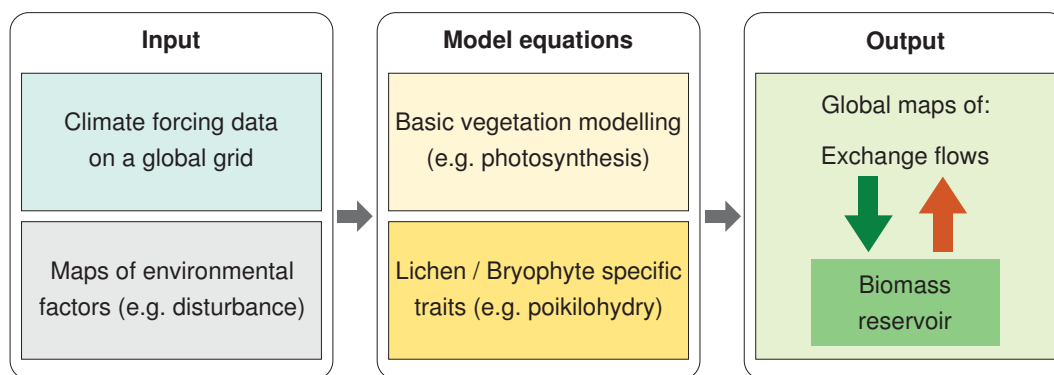 Input
Climate forcing data
on a global grid
Maps of environmental
factors (e.g. disturbance)
Model equations
Basic vegetation modelling
(e.g. photosynthesis)
Lichen / Bryophyte specific
traits (e.g. poikilohydry)
Output
Global maps of:
Exchange flows
Biomass
reservoir